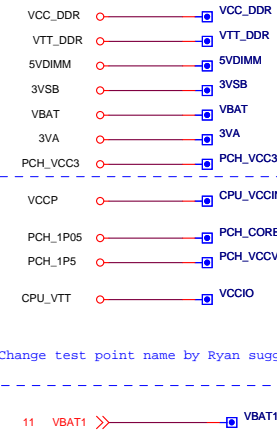 VCC_DDR VCC_DDR
VTT_DDR VTT_DDR
5VDIMM 5VDIMM
3VSB 3VSB
VBAT VBAT
3VA 3VA
PCH_VCC3 PCH_VCC3
VCCP CPU_VCCIN
PCH_1P05 PCH_CORE
PCH_1P5 PCH_VCCV
CPU_VTT VCCIO
Change test point name by Ryan sugg
11 VBAT1 VBAT1